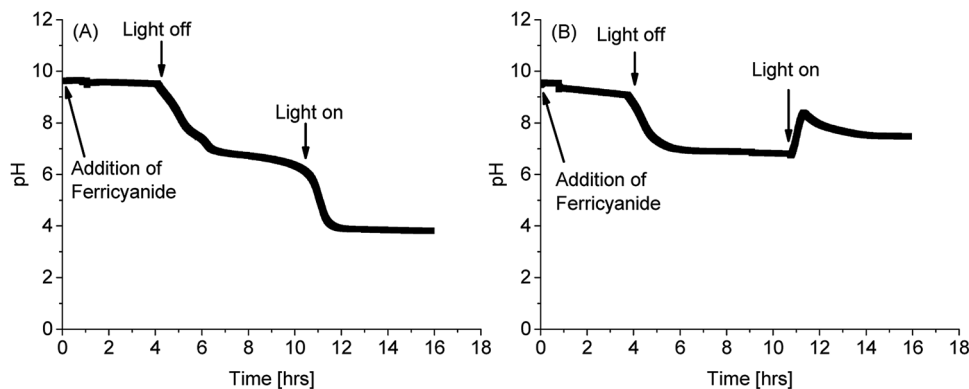 (A)
Light off
Light on
Addition of
Ferricyanide
pH
12
10
8
6
4
2
0
0 2 4 6 8 10 12 14 16 18
Time [hrs]
(B)
Light off
Light on
Addition of
Ferricyanide
pH
12
10
8
6
4
2
0
0 2 4 6 8 10 12 14 16 18
Time [hrs]